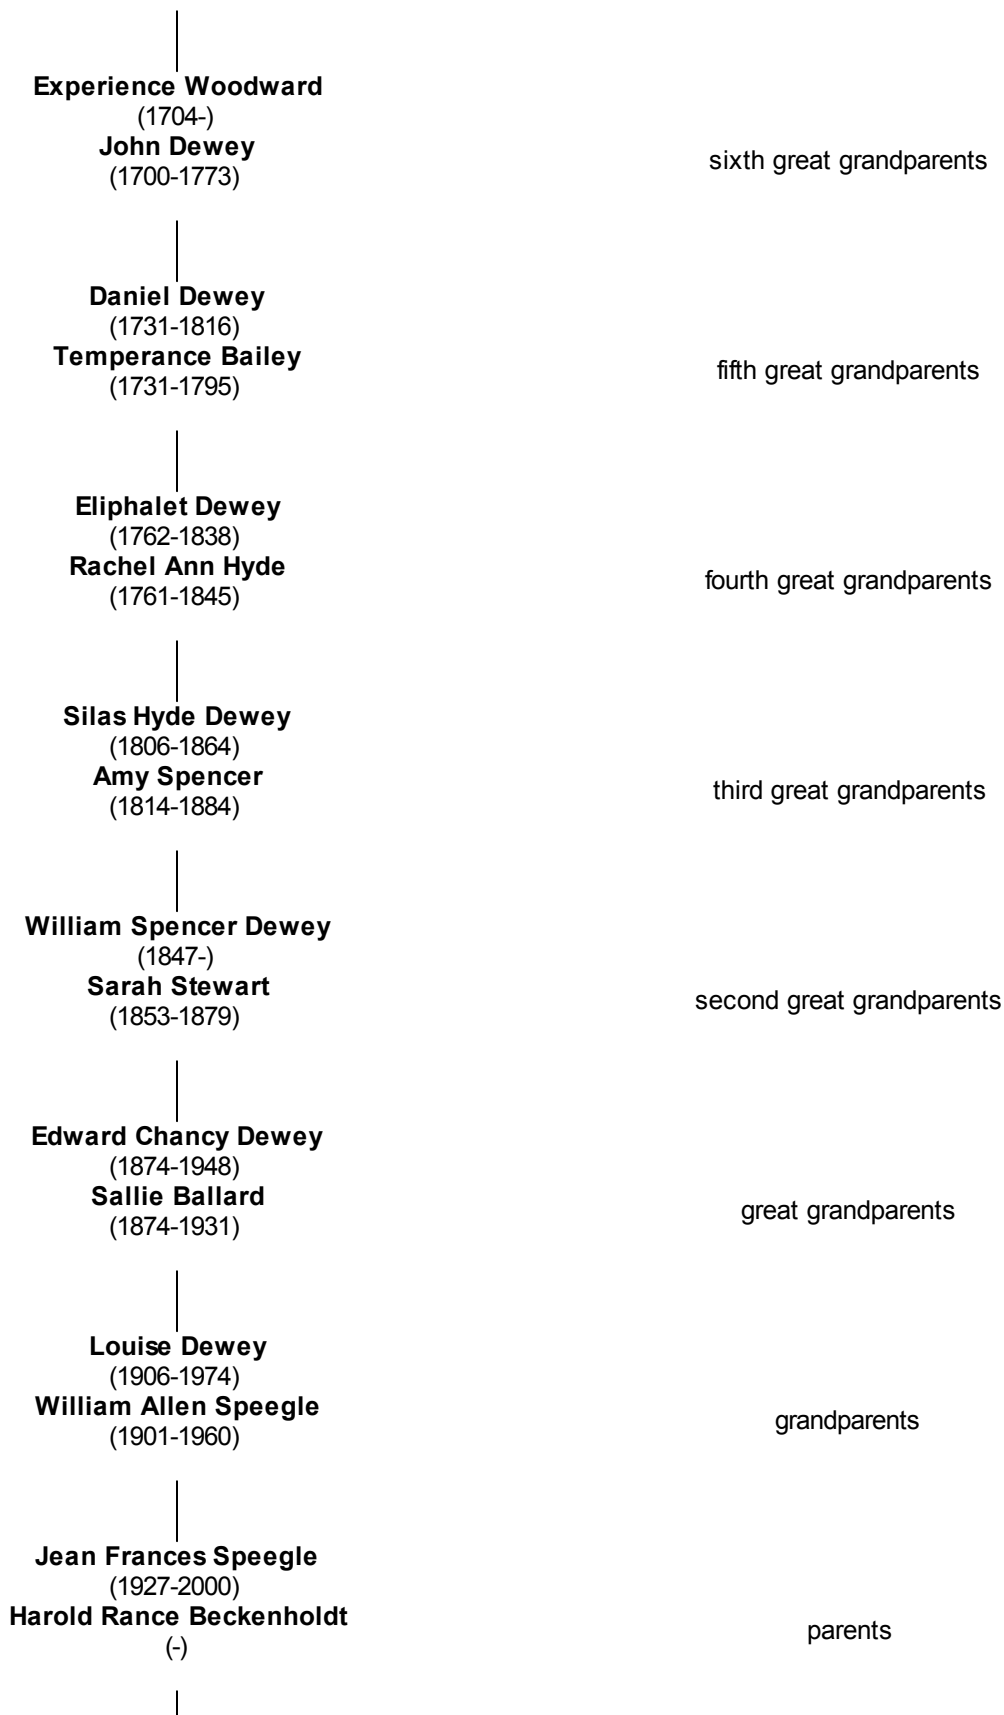 Experience Woodward
(1704-)
John Dewey
(1700-1773)
sixth great grandparents
Daniel Dewey
(1731-1816)
Temperance Bailey
(1731-1795)
fifth great grandparents
Eliphalet Dewey
(1762-1838)
Rachel Ann Hyde
(1761-1845)
fourth great grandparents
Silas Hyde Dewey
(1806-1864)
Amy Spencer
(1814-1884)
third great grandparents
William Spencer Dewey
(1847-)
Sarah Stewart
(1853-1879)
second great grandparents
Edward Chancy Dewey
(1874-1948)
Sallie Ballard
(1874-1931)
great grandparents
Louise Dewey
(1906-1974)
William Allen Speegle
(1901-1960)
grandparents
Jean Frances Speegle
(1927-2000)
Harold Rance Beckenholdt
(-)
parents